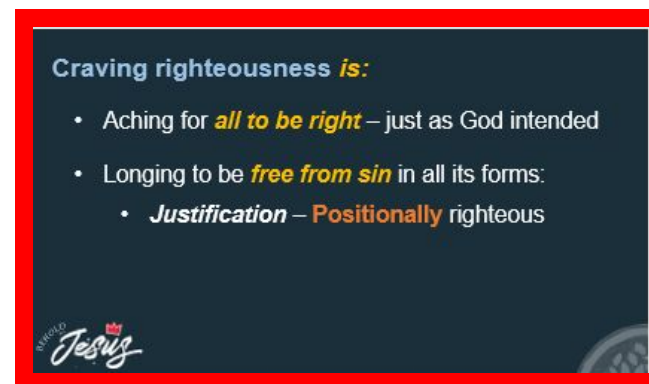 Craving righteousness is:
• Aching for all to be right – just as God intended
• Longing to be free from sin in all its forms:
• Justification – Positionally righteous
BEHOLD
Jesus